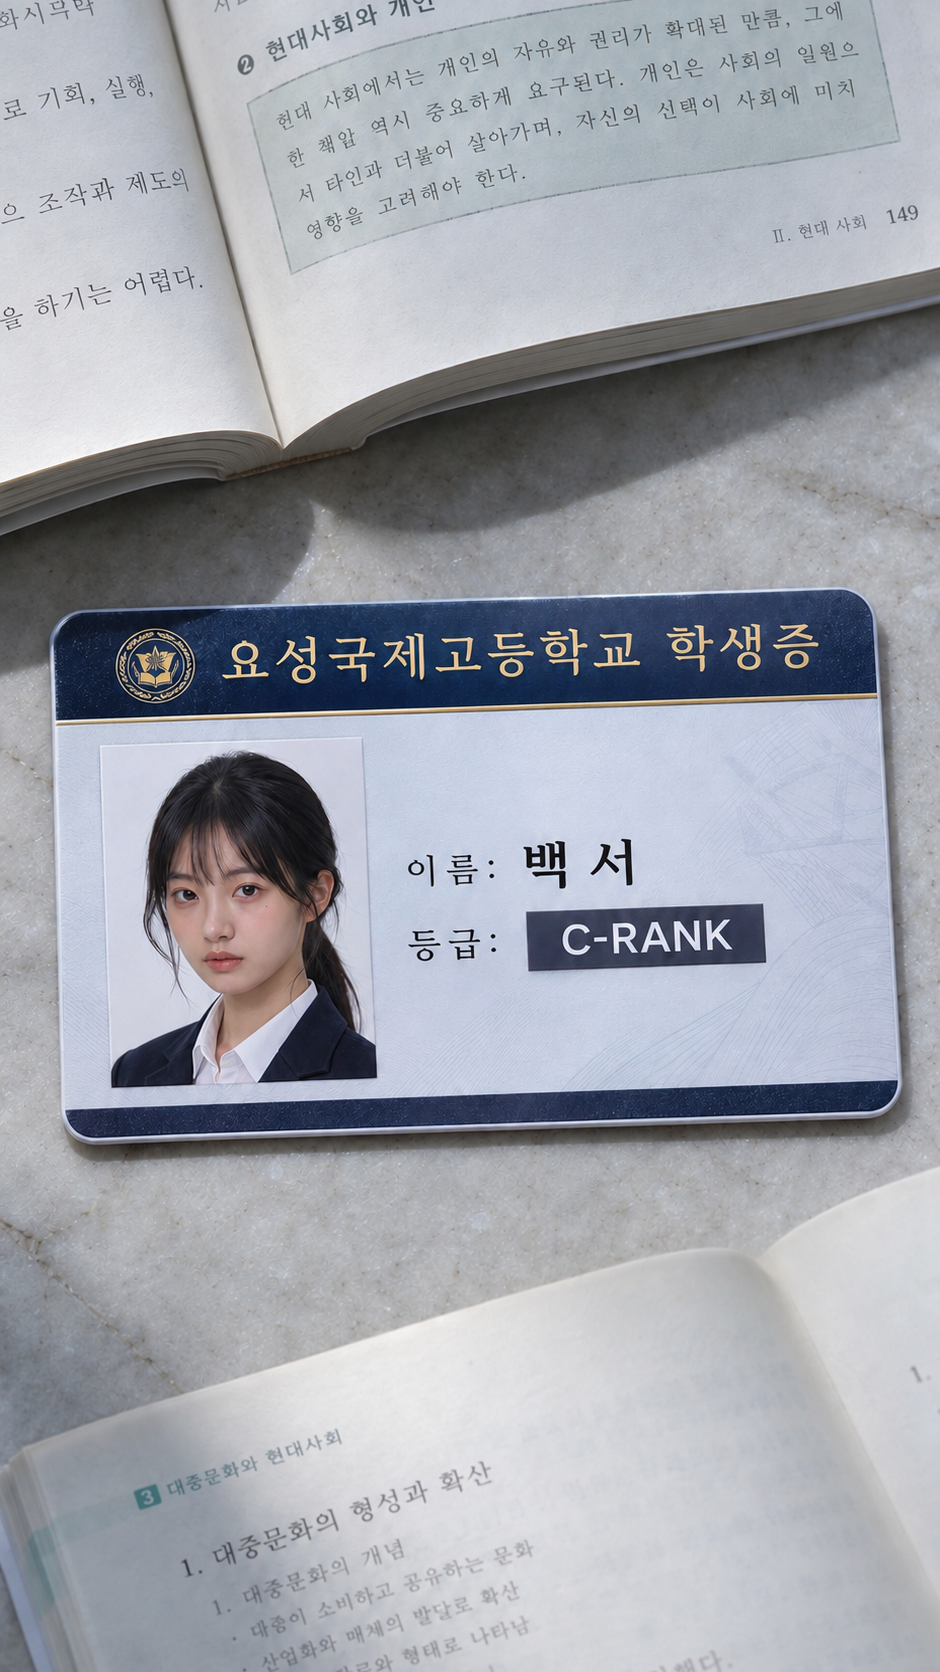 로 기회, 실행,
으 조작과 제도의
을 하기는 어렵다.
❷ 현대사회와 개인
현대 사회에서는 개인의 자유와 권리가 확대된 만큼, 그에
한 책압 역시 중요하게 요구된다. 개인은 사회의 일원으
서 타인과 더불어 살아가며, 자신의 선택이 사회에 미치
영향을 고려해야 한다.
II. 현대 사회 149
요성국제고등학교 학생증
이름: 백 서
등급: C-RANK
3 대중문화와 현대사회
1. 대중문화의 형성과 확산
1. 대중문화의 개념
· 대중이 소비하고 공유하는 문화
· 산업화와 매체의 발달로 확산
형태로 나타남
1.